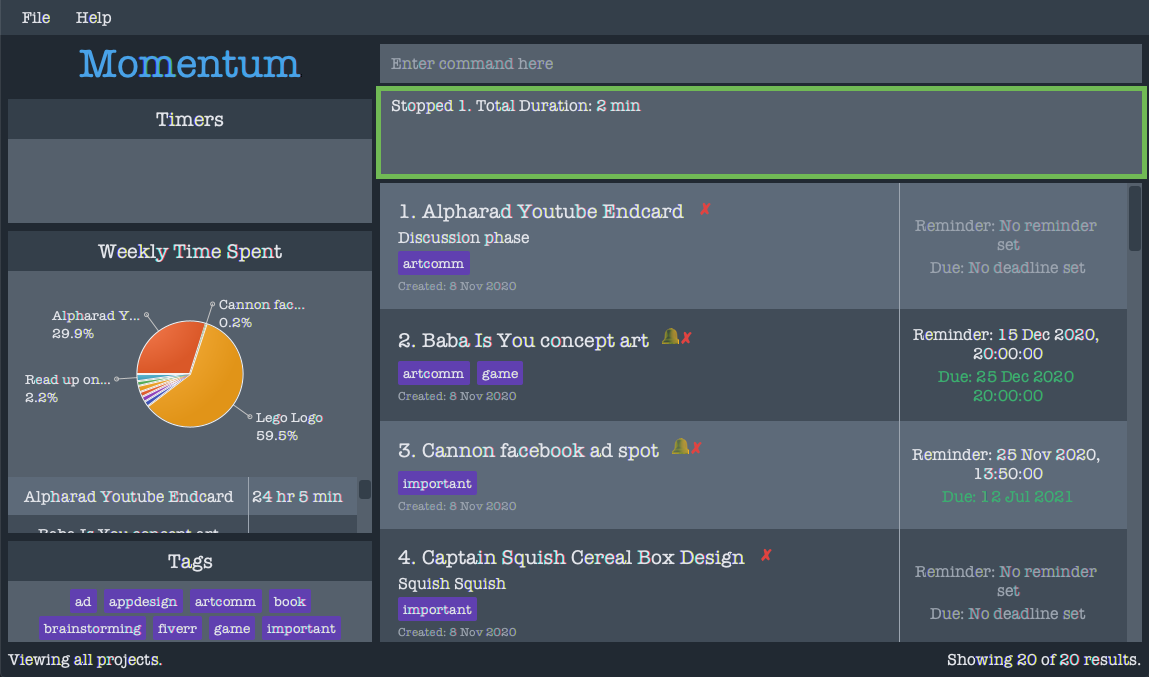 File Help
Momentum
Enter command here
Stopped 1. Total Duration: 2 min
Timers
Weekly Time Spent
Alpharad Y...
29.9%
Cannon fac...
0.2%
Read up on...
2.2%
Lego Logo
59.5%
Alpharad Youtube Endcard 24 hr 5 min
Baba Is You concept art
Tags
ad appdesign artcomm book
brainstorming fiverr game important
1. Alpharad Youtube Endcard ✗
Discussion phase
artcomm
Created: 8 Nov 2020
Reminder: No reminder
set
Due: No deadline set
2. Baba Is You concept art ✗
artcomm game
Created: 8 Nov 2020
Reminder: 15 Dec 2020,
20:00:00
Due: 25 Dec 2020
20:00:00
3. Cannon facebook ad spot ✗
important
Created: 8 Nov 2020
Reminder: 25 Nov 2020,
13:50:00
Due: 12 Jul 2021
4. Captain Squish Cereal Box Design ✗
Squish Squish
important
Created: 8 Nov 2020
Reminder: No reminder
set
Due: No deadline set
Viewing all projects.
Showing 20 of 20 results.